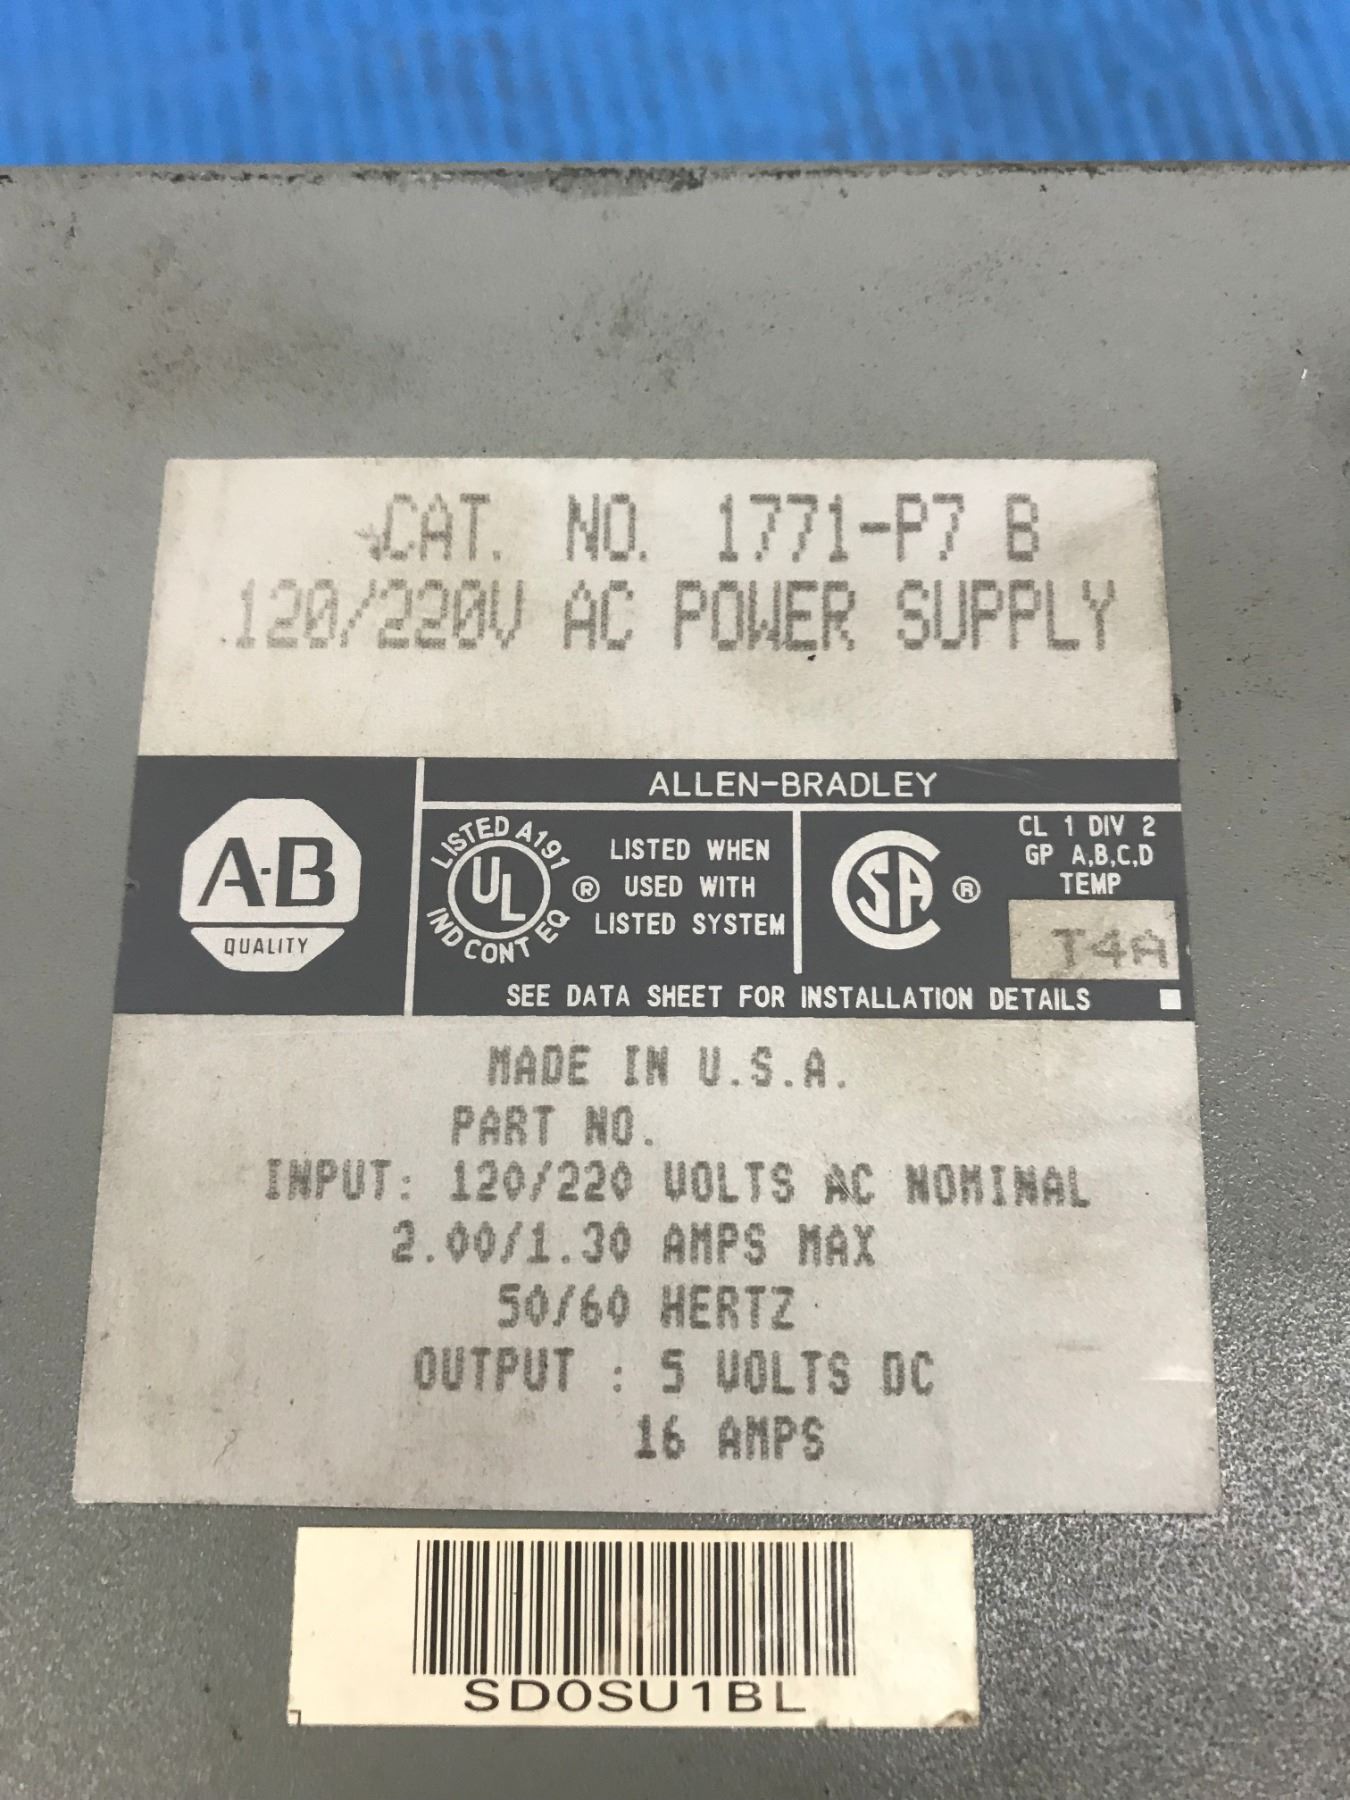 CAT. NO. 1771-P7 B
120/220V AC POWER SUPPLY
ALLEN-BRADLEY
A-B
QUALITY
LISTED A191
UL
®
IND CONT EQ
LISTED WHEN
USED WITH
LISTED SYSTEM
SA
®
CL 1 DIV 2
GP A,B,C,D
TEMP
T4A
SEE DATA SHEET FOR INSTALLATION DETAILS
MADE IN U.S.A.
PART NO.
INPUT: 120/220 VOLTS AC NOMINAL
2.00/1.30 AMPS MAX
50/60 HERTZ
OUTPUT : 5 VOLTS DC
16 AMPS
SD0SU1BL